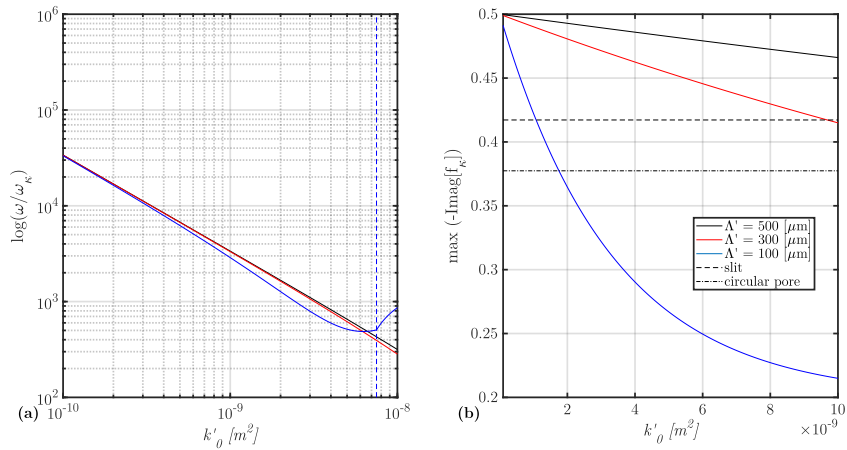 10^6
10^5
10^4
10^3
10^2
log(ω/ω_κ)
10^-10
10^-9
10^-8
(a)
k'_0 [m^2]
0.5
0.45
0.4
0.35
0.3
0.25
0.2
max (-Imag[f_κ])
Λ' = 500 [μm]
Λ' = 300 [μm]
Λ' = 100 [μm]
slit
circular pore
2
4
6
8
10
×10^-9
(b)
k'_0 [m^2]